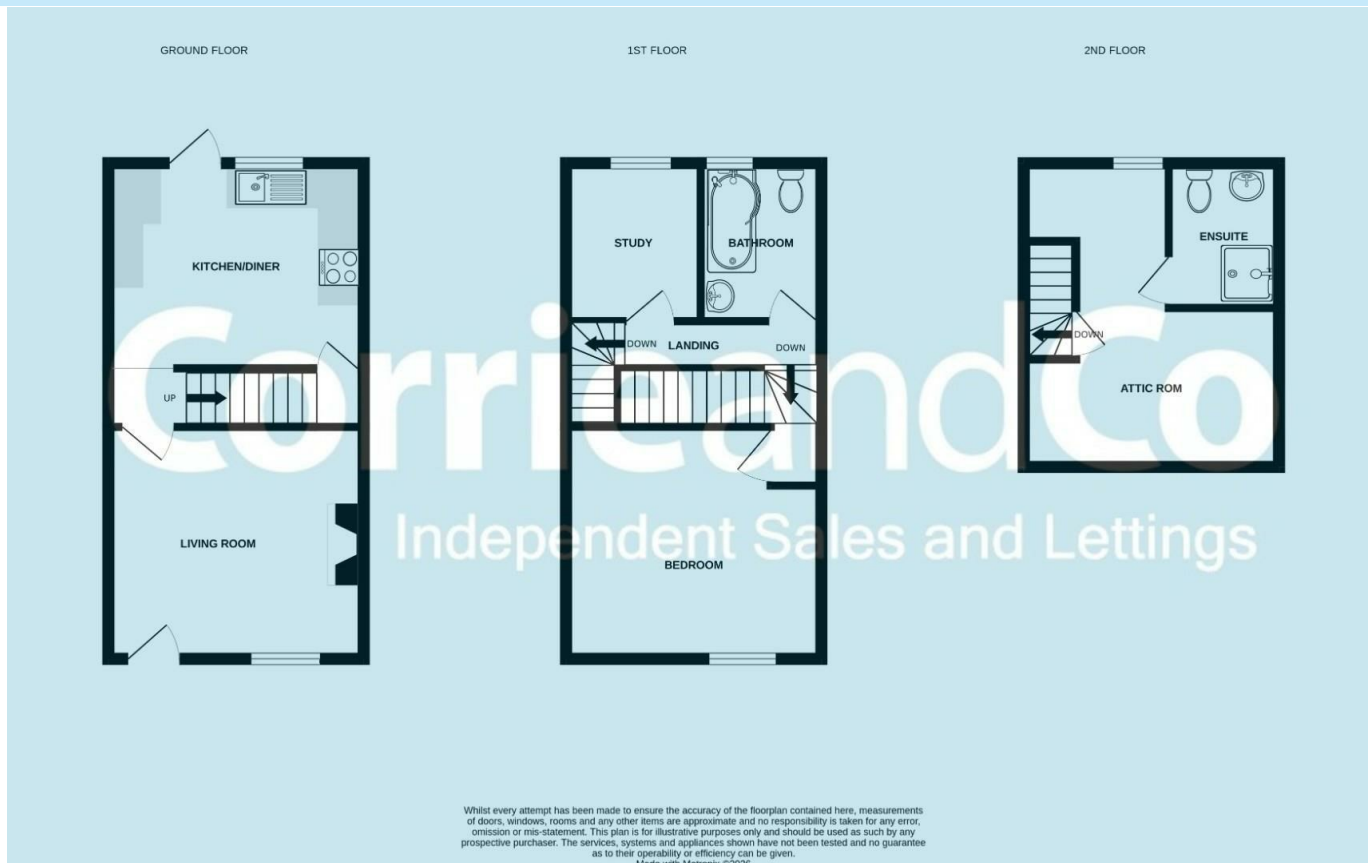 GROUND FLOOR
1ST FLOOR
2ND FLOOR
KITCHEN/DINER
UP
LIVING ROOM
STUDY
BATHROOM
DOWN
LANDING
DOWN
BEDROOM
ENSUITE
DOWN
ATTIC ROM
CorrieandCo
Independent Sales and Lettings
Whilst every attempt has been made to ensure the accuracy of the floorplan contained here, measurements
of doors, windows, rooms and any other items are approximate and no responsibility is taken for any error,
omission or mis-statement. This plan is for illustrative purposes only and should be used as such by any
prospective purchaser. The services, systems and appliances shown have not been tested and no guarantee
as to their operability or efficiency can be given.
Made with Metropix ©2026